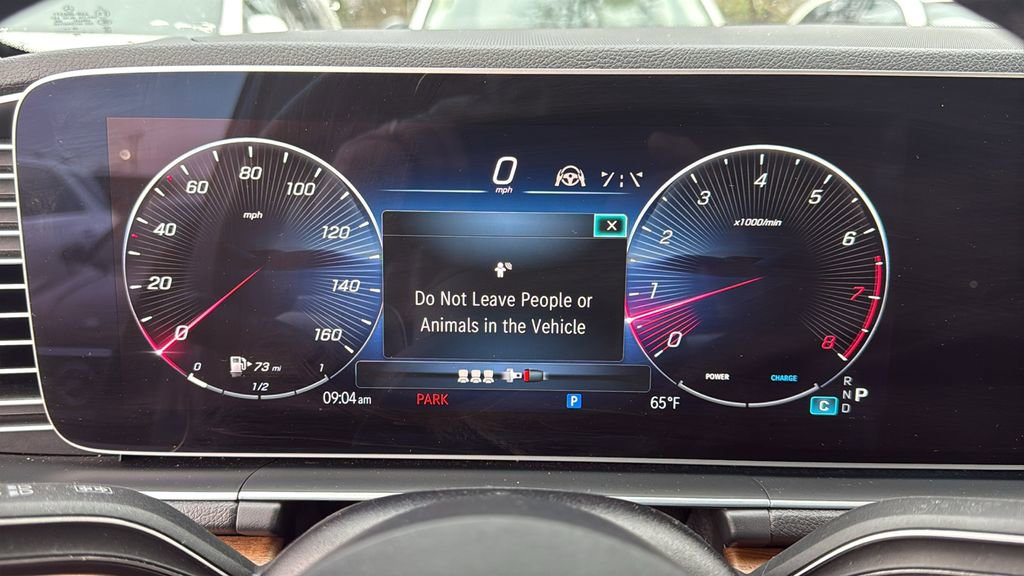 0
mph
80
60
100
mph
40
120
20
140
0
160
0
73 mi
1
1/2
09:04 am
X
Do Not Leave People or
Animals in the Vehicle
PARK
P
65°F
4
3
5
x1000/min
2
6
1
7
0
8
POWER
CHARGE
C
R
N
D
P